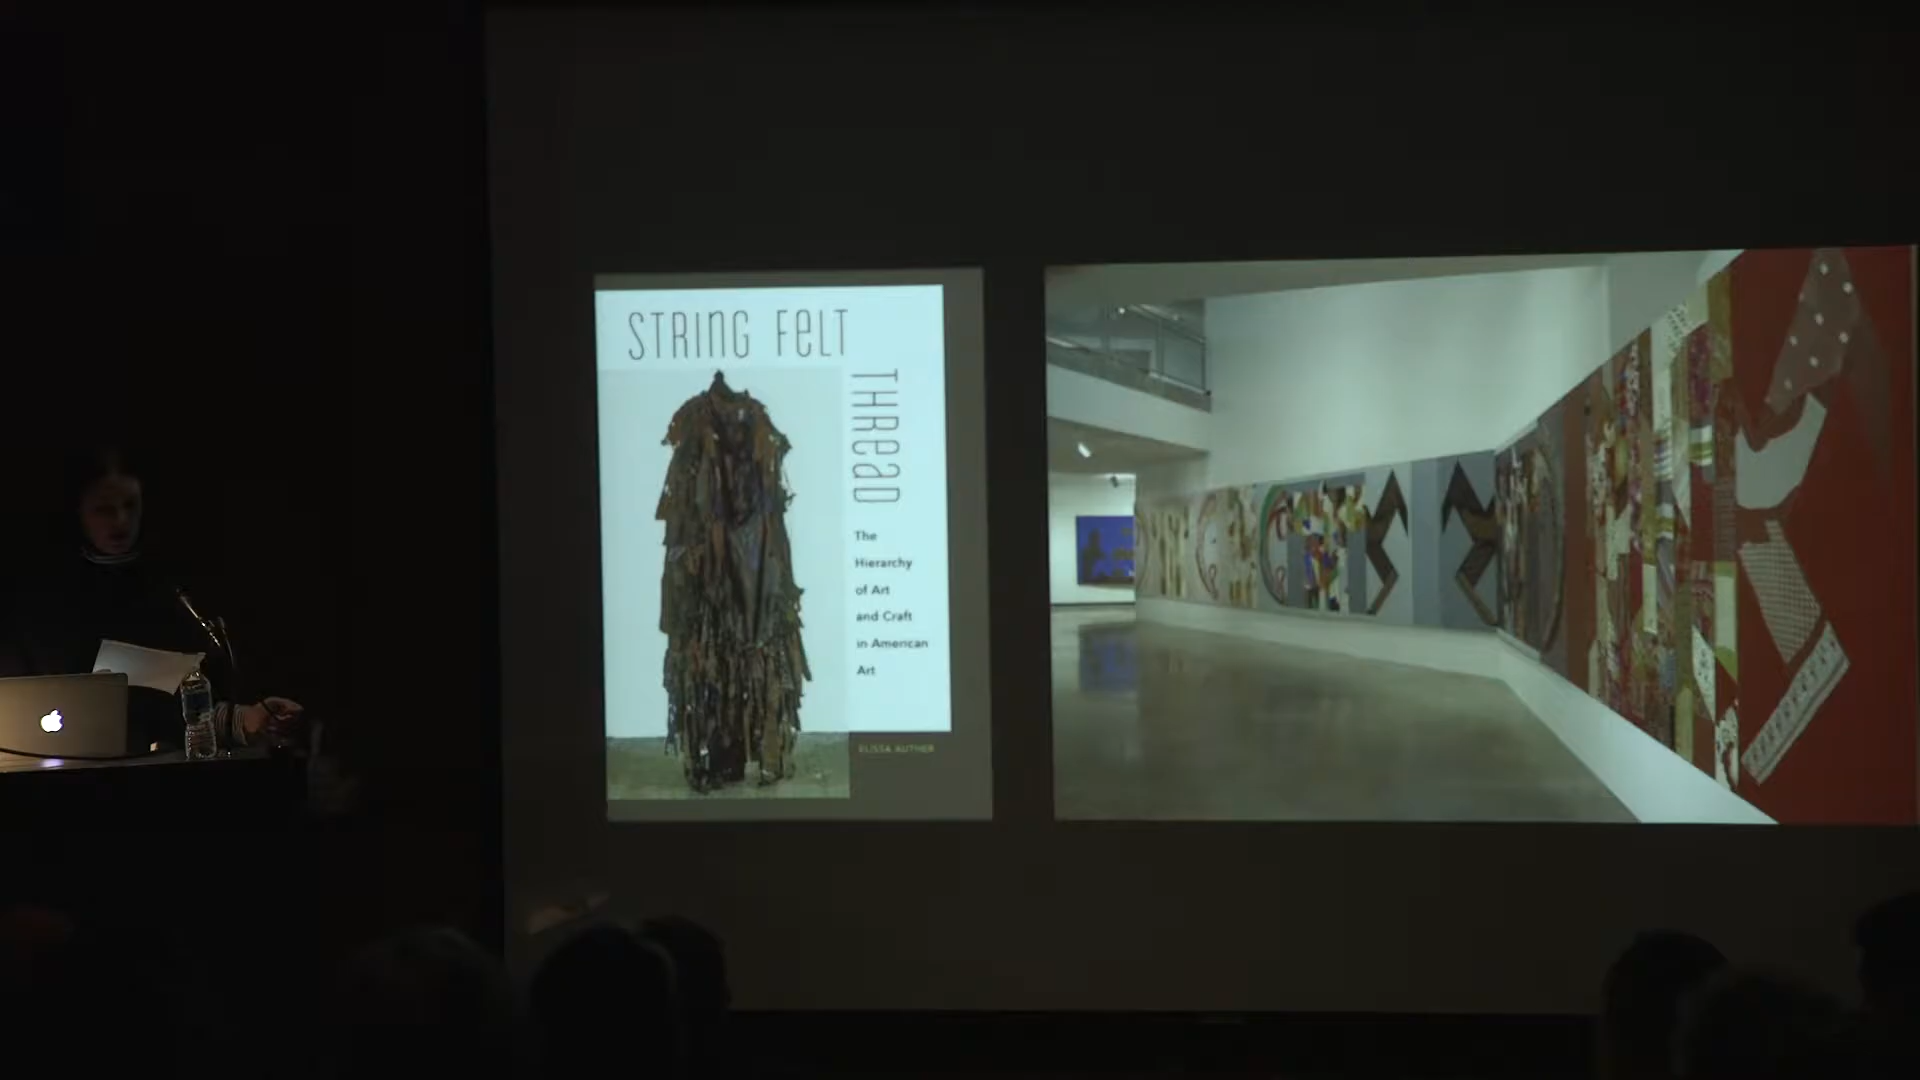 STRING FELT
THREAD
The
Hierarchy
of Art
and Craft
in American
Art
ELISSA AUTHER